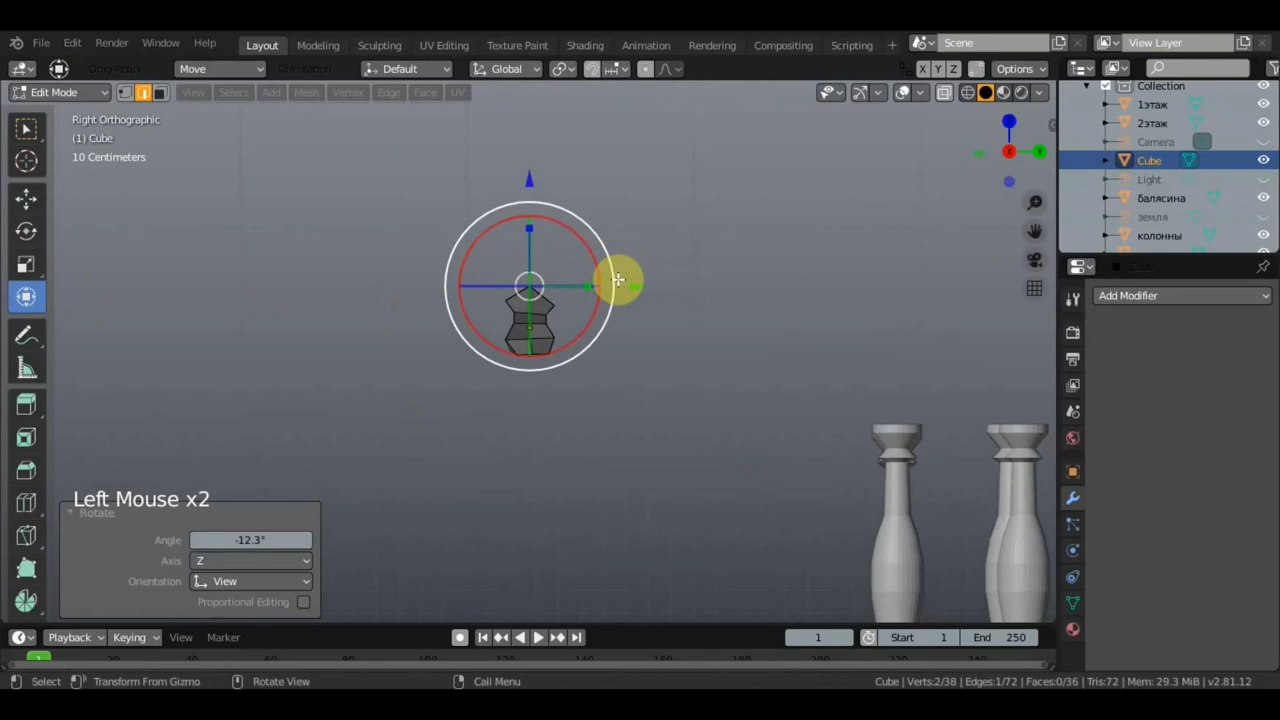 File Edit Render Window Help Layout Modeling Sculpting UV Editing Texture Paint Shading Animation Rendering Compositing Scripting + Scene View Layer
Drag Action Move Orientation Default Global X Y Z Options
Edit Mode View Select Add Mesh Vertex Edge Face UV
Collection
1этаж
2этаж
Camera
Cube
Light
балясина
земля
колонны
Right Orthographic
(1) Cube
10 Centimeters
X
Y
Cube
Add Modifier
Left Mouse x2
Rotate
Angle -12.3°
Axis Z
Orientation View
Proportional Editing
Playback Keying View Marker 1 Start 1 End 250
Select Transform From Gizmo Rotate View Call Menu Cube | Verts:2/38 | Edges:1/72 | Faces:0/36 | Tris:72 | Mem: 29.3 MiB | v2.81.12